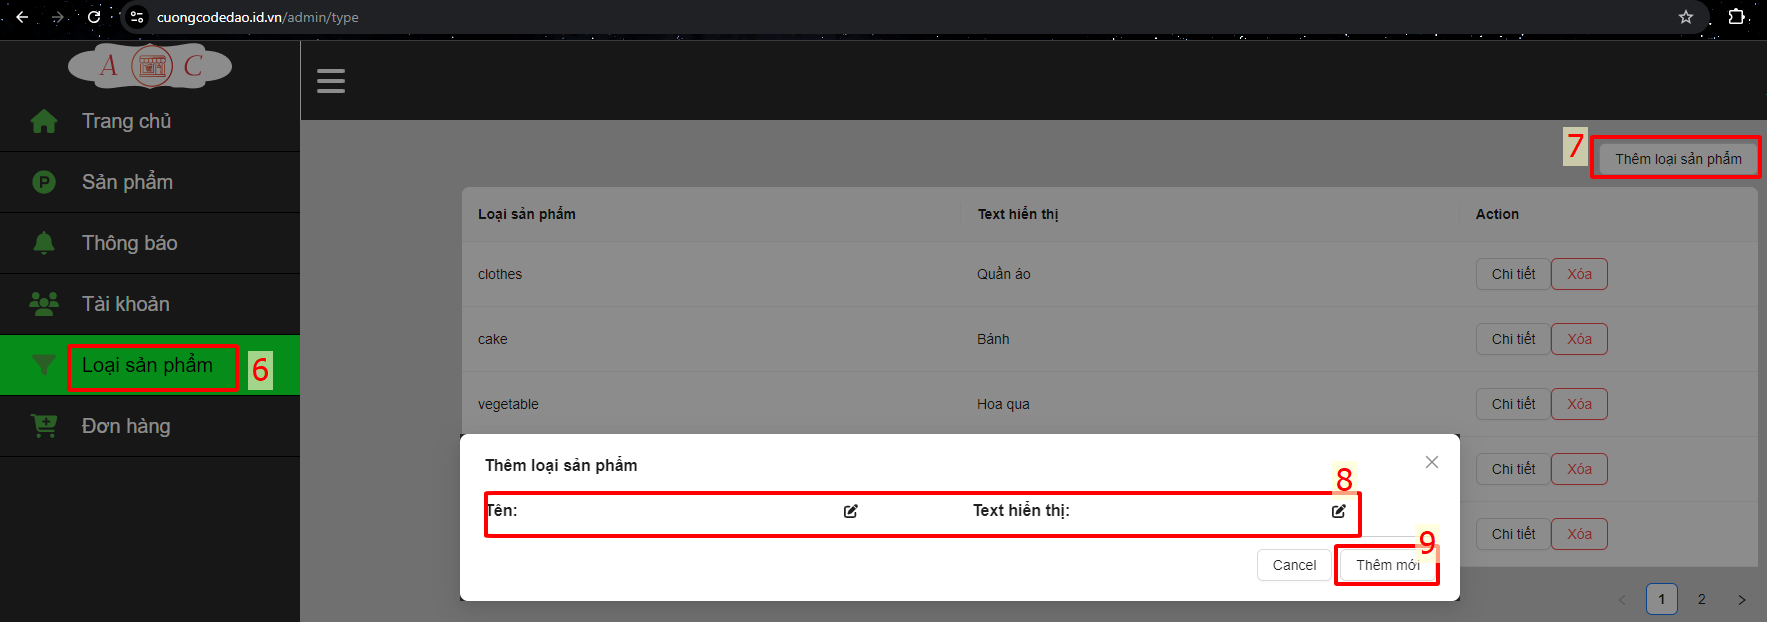 cuongcodedao.id.vn/admin/type
A C
Trang chủ
Sản phẩm
Thông báo
Tài khoản
Loại sản phẩm 6
Đơn hàng
7 Thêm loại sản phẩm
Loại sản phẩm Text hiển thị Action
clothes Quần áo Chi tiết Xóa
cake Bánh Chi tiết Xóa
vegetable Hoa qua Chi tiết Xóa
Chi tiết Xóa
Chi tiết Xóa
Thêm loại sản phẩm
8
Tên: Text hiển thị:
9
Cancel Thêm mới
1 2